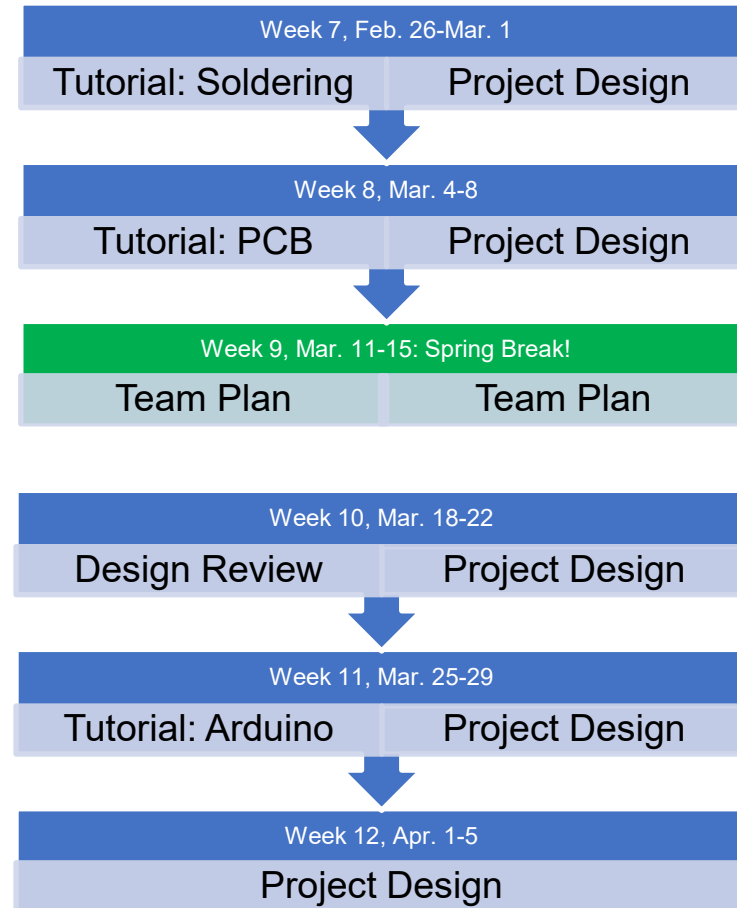 Week 7, Feb. 26-Mar. 1
Tutorial: Soldering
Project Design
Week 8, Mar. 4-8
Tutorial: PCB
Project Design
Week 9, Mar. 11-15: Spring Break!
Team Plan
Team Plan
Week 10, Mar. 18-22
Design Review
Project Design
Week 11, Mar. 25-29
Tutorial: Arduino
Project Design
Week 12, Apr. 1-5
Project Design